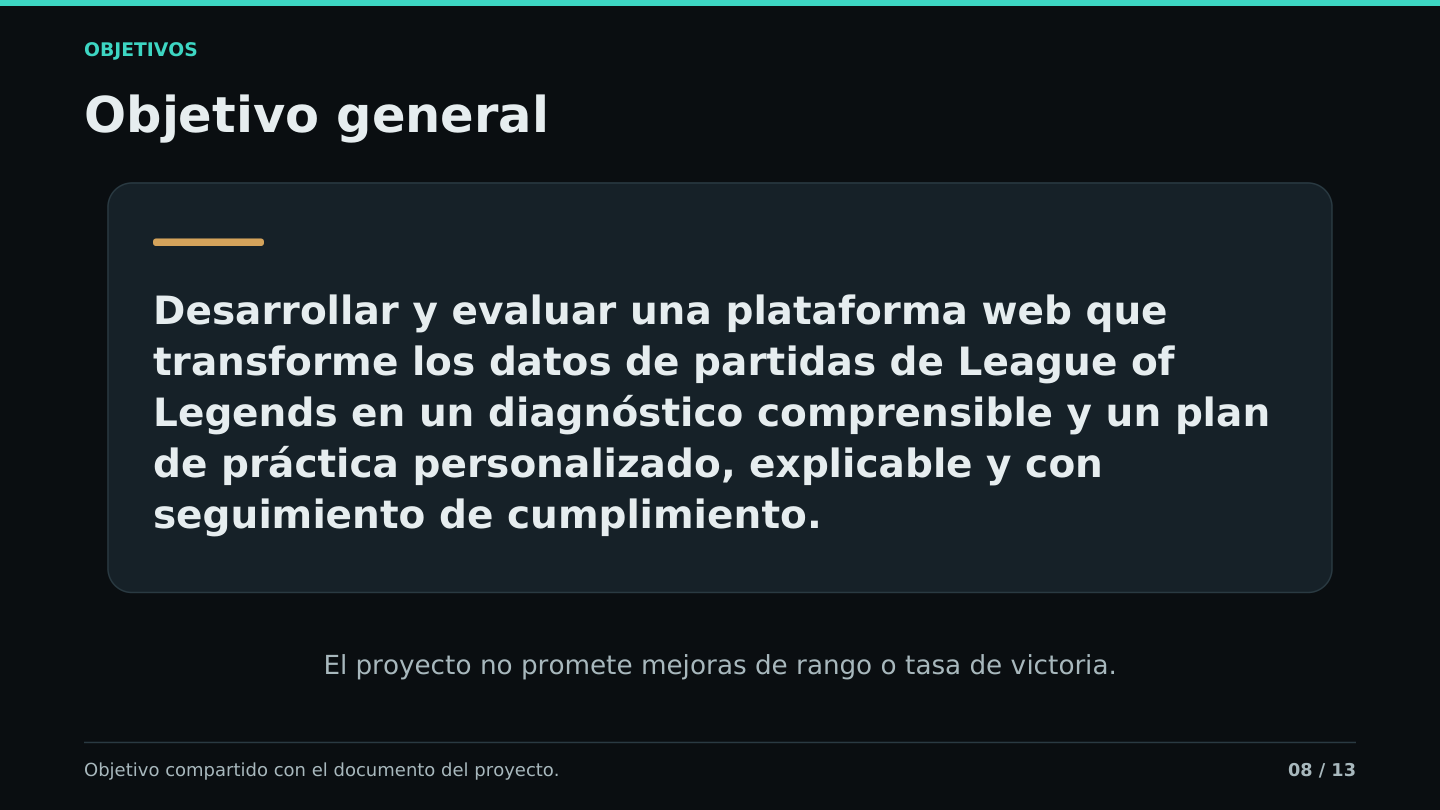 OBJETIVOS
Objetivo general
Desarrollar y evaluar una plataforma web que
transforme los datos de partidas de League of
Legends en un diagnóstico comprensible y un plan
de práctica personalizado, explicable y con
seguimiento de cumplimiento.
El proyecto no promete mejoras de rango o tasa de victoria.
Objetivo compartido con el documento del proyecto.
08 / 13